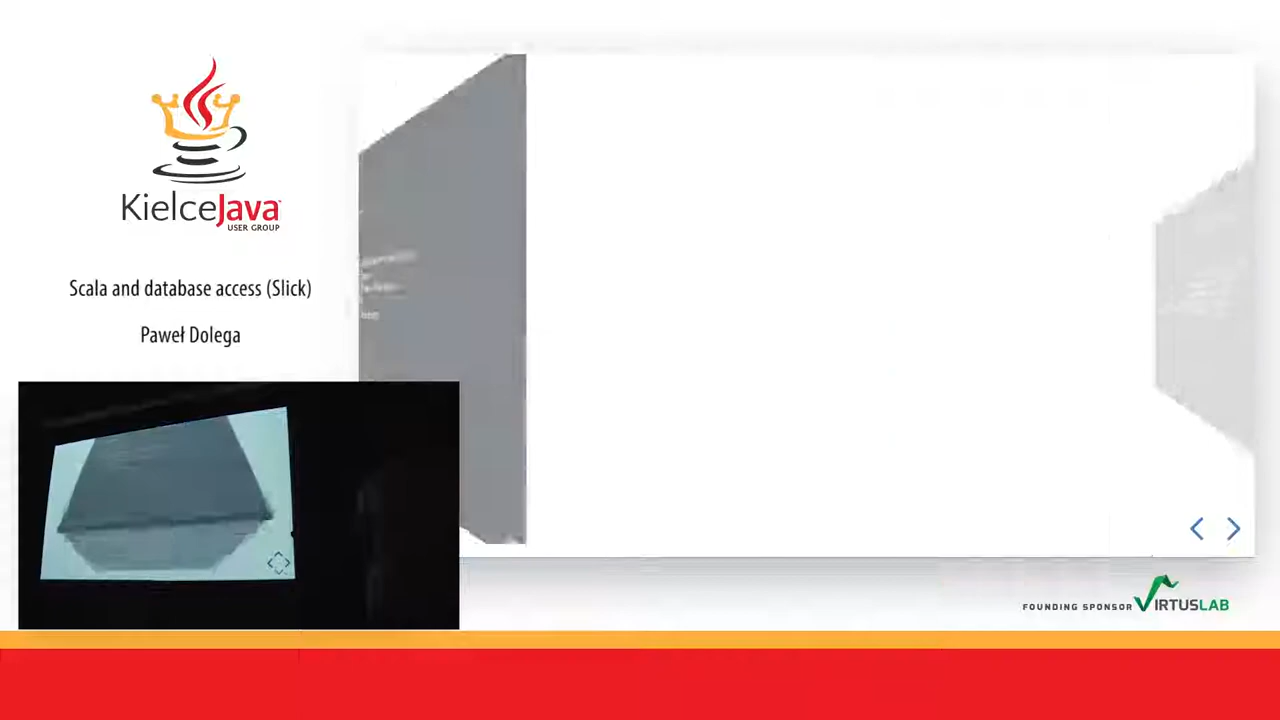 KielceJava
USER GROUP
Scala and database access (Slick)
Paweł Dolega
FOUNDING SPONSOR VIRTUSLAB